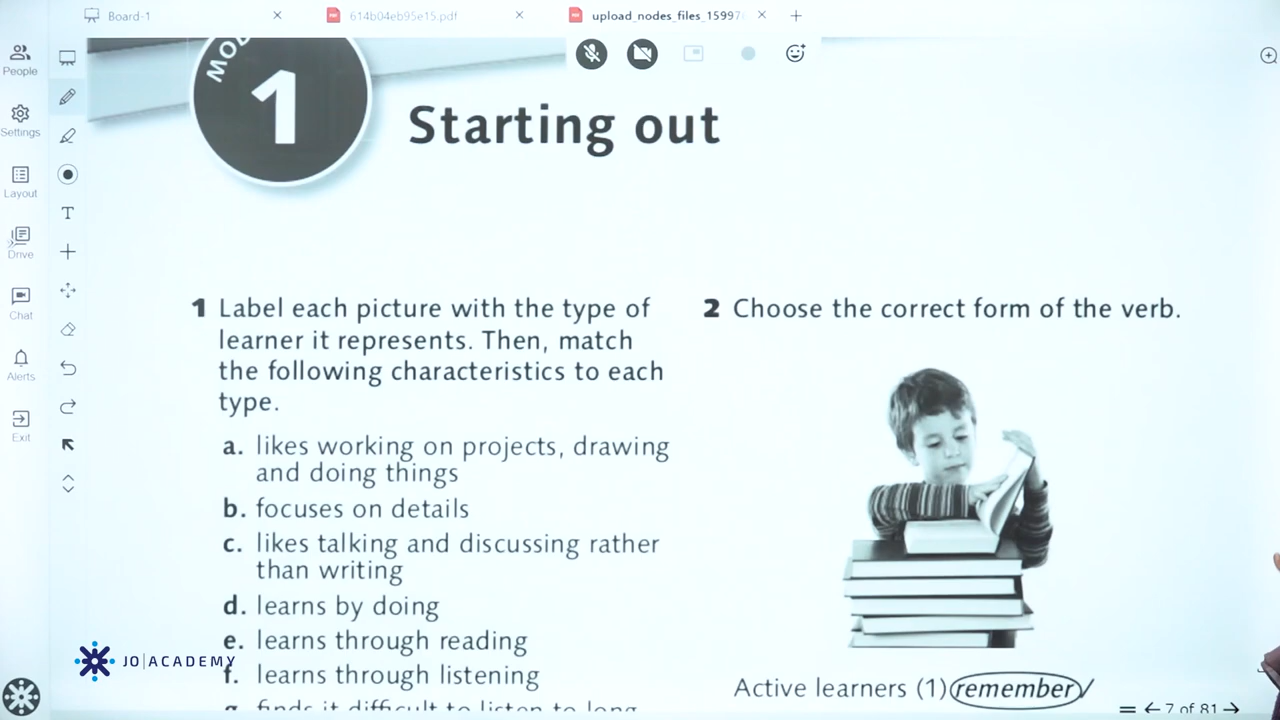 Board-1
614b04eb95e15.pdf
upload_nodes_files_15997
People
Settings
Layout
Drive
Chat
Alerts
Exit
1
Starting out
1 Label each picture with the type of
learner it represents. Then, match
the following characteristics to each
type.
a. likes working on projects, drawing
and doing things
b. focuses on details
c. likes talking and discussing rather
than writing
d. learns by doing
e. learns through reading
f. learns through listening
2 Choose the correct form of the verb.
Active learners (1) remember/
JO|ACADEMY
7 of 81